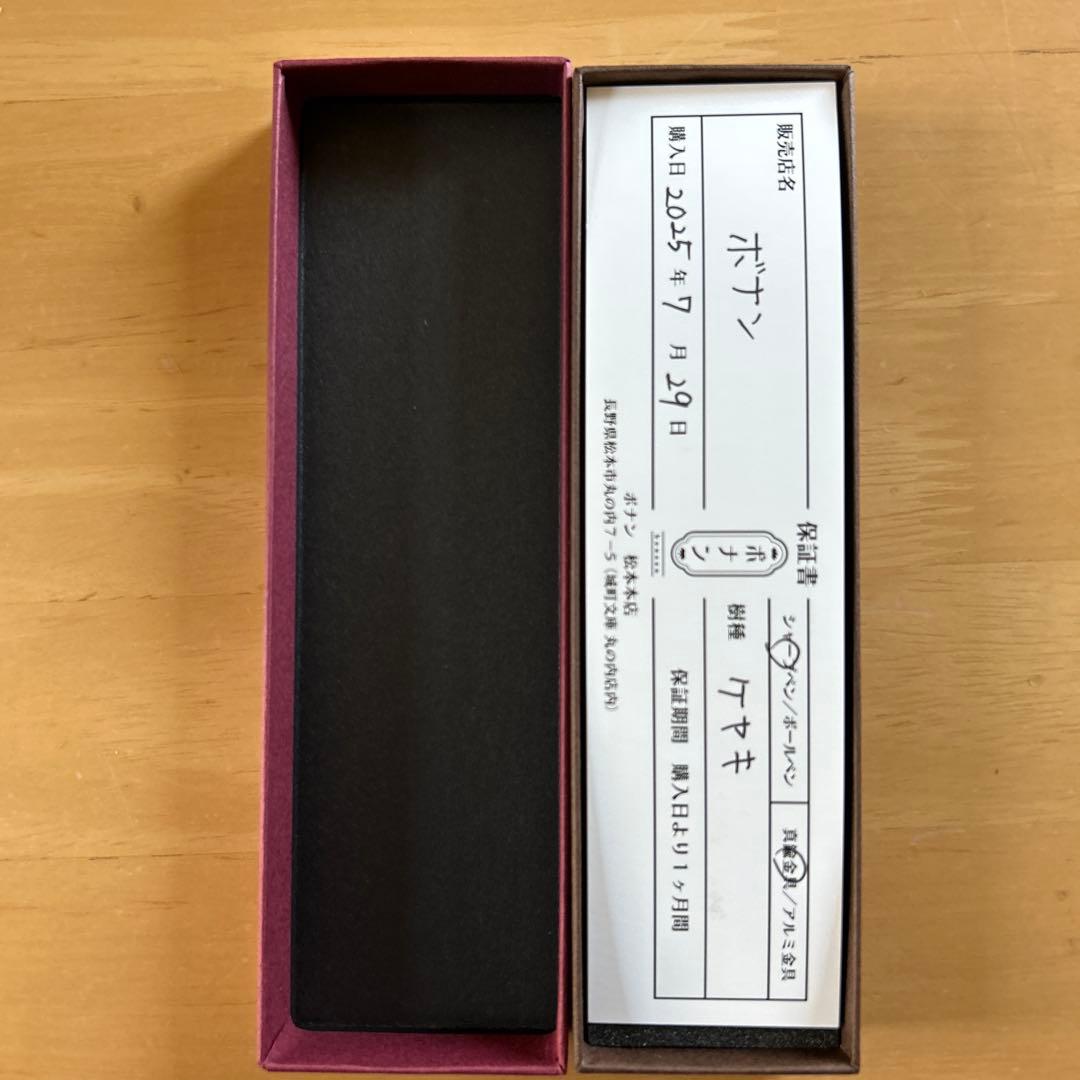 保証書
販売店名
ボナン
購入日 2025年7月29日
ボナン
シャープペン／ボールペン
真鍮金具／アルミ金具
樹種 ケヤキ
保証期間 購入日より1ヶ月間
ボナン 松本本店
長野県松本市丸の内7-5（城町文庫 丸の内店内）